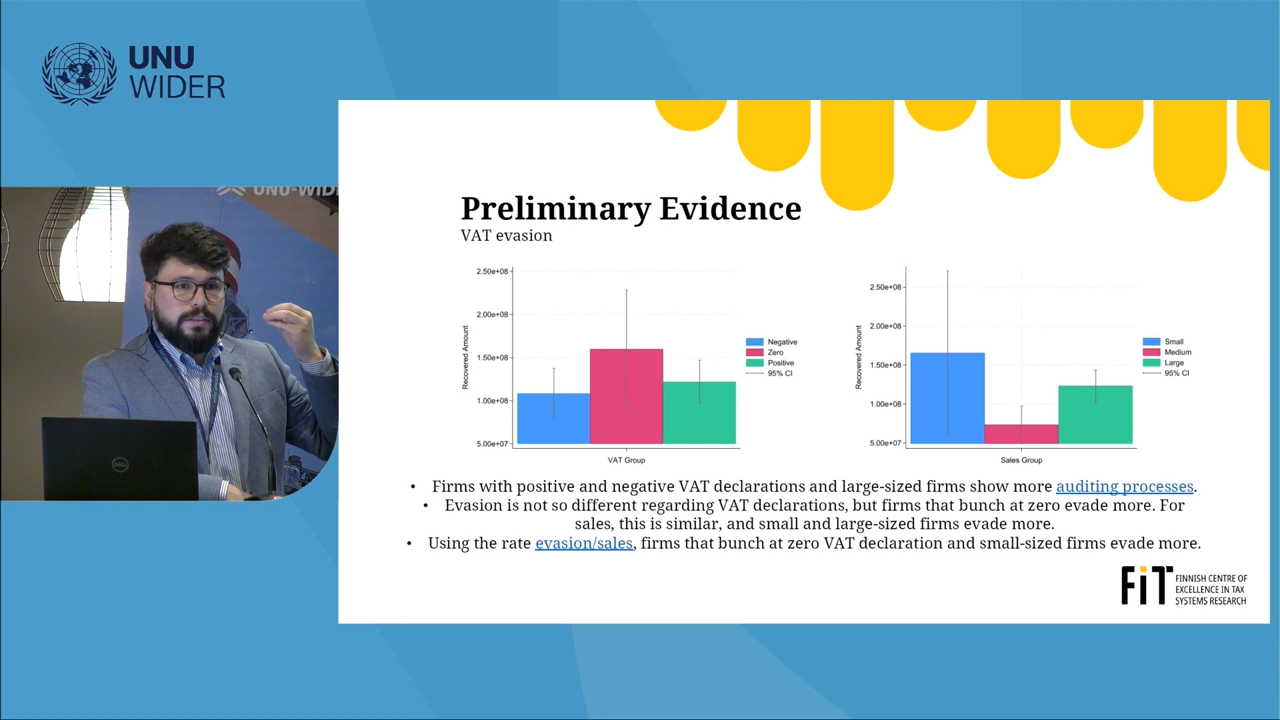 UNU
WIDER
UNU-WID
DELL
Preliminary Evidence
VAT evasion
2.50e+08
2.00e+08
1.50e+08
1.00e+08
5.00e+07
Recovered Amount
VAT Group
Negative
Zero
Positive
95% CI
2.50e+08
2.00e+08
1.50e+08
1.00e+08
5.00e+07
Recovered Amount
Sales Group
Small
Medium
Large
95% CI
• Firms with positive and negative VAT declarations and large-sized firms show more auditing processes.
• Evasion is not so different regarding VAT declarations, but firms that bunch at zero evade more. For
sales, this is similar, and small and large-sized firms evade more.
• Using the rate evasion/sales, firms that bunch at zero VAT declaration and small-sized firms evade more.
FiT
FINNISH CENTRE OF
EXCELLENCE IN TAX
SYSTEMS RESEARCH